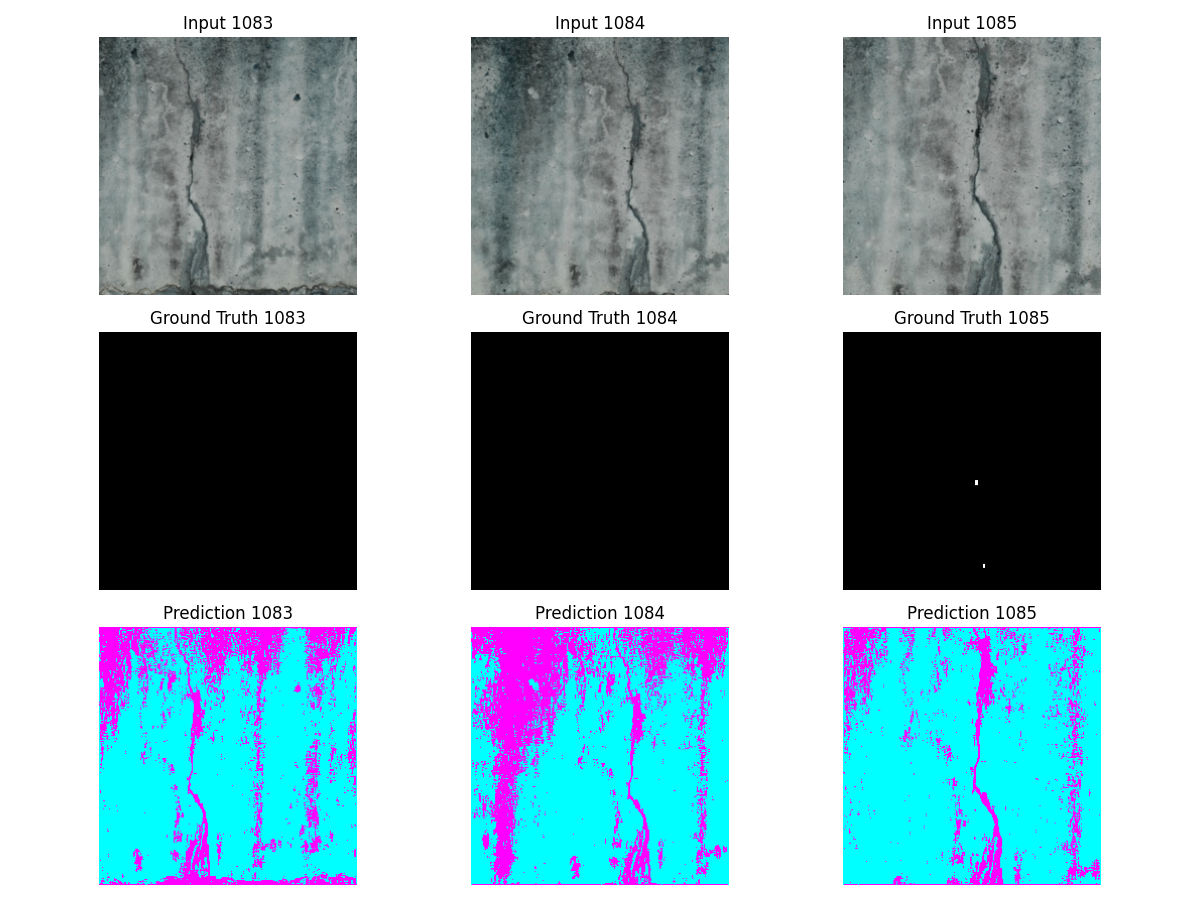 Input 1083
Input 1084
Input 1085
Ground Truth 1083
Ground Truth 1084
Ground Truth 1085
Prediction 1083
Prediction 1084
Prediction 1085